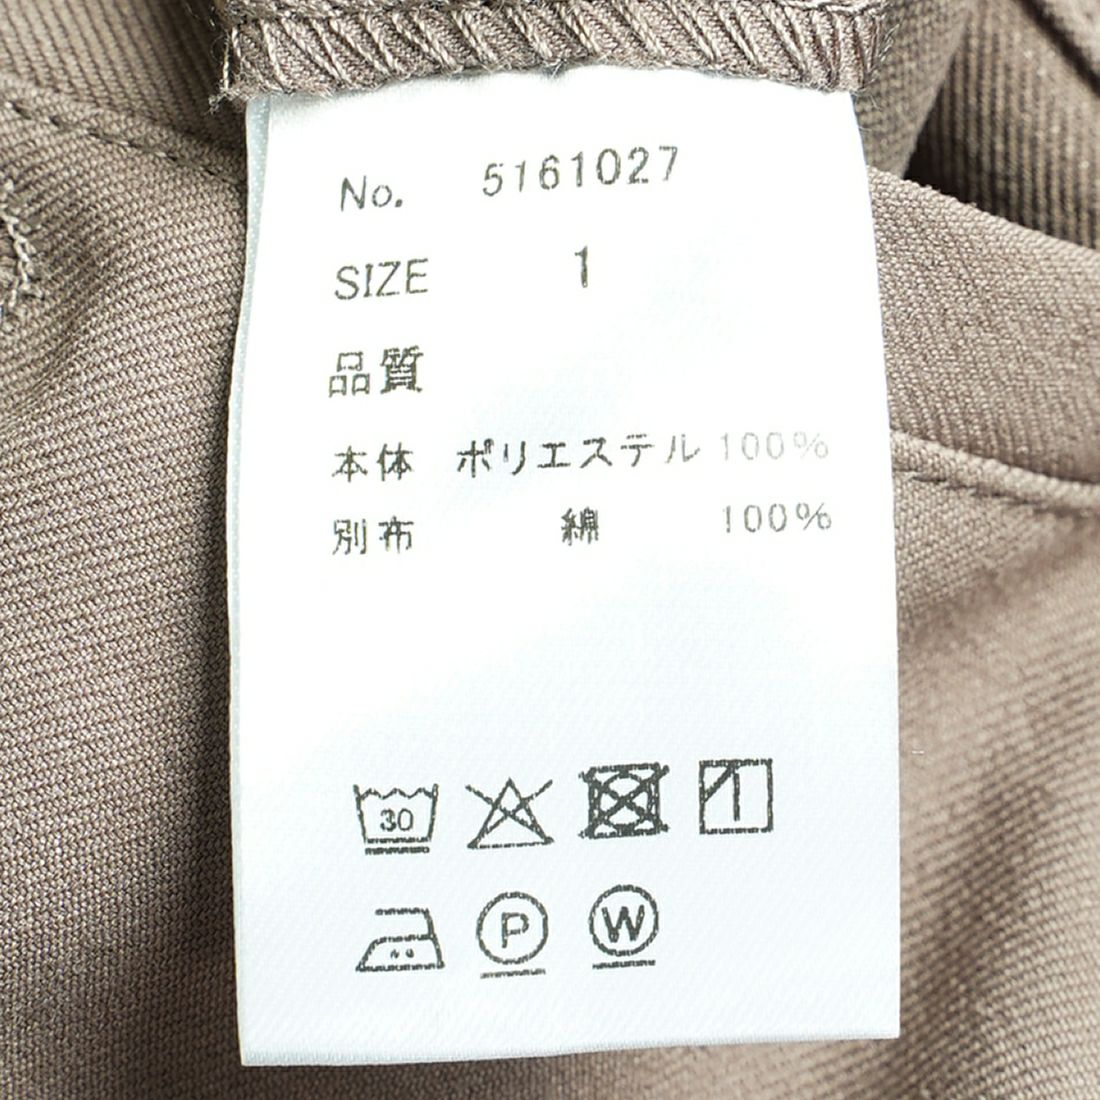 No. 5161027
SIZE 1
品質
本体 ポリエステル 100%
別布 綿 100%
30
P W